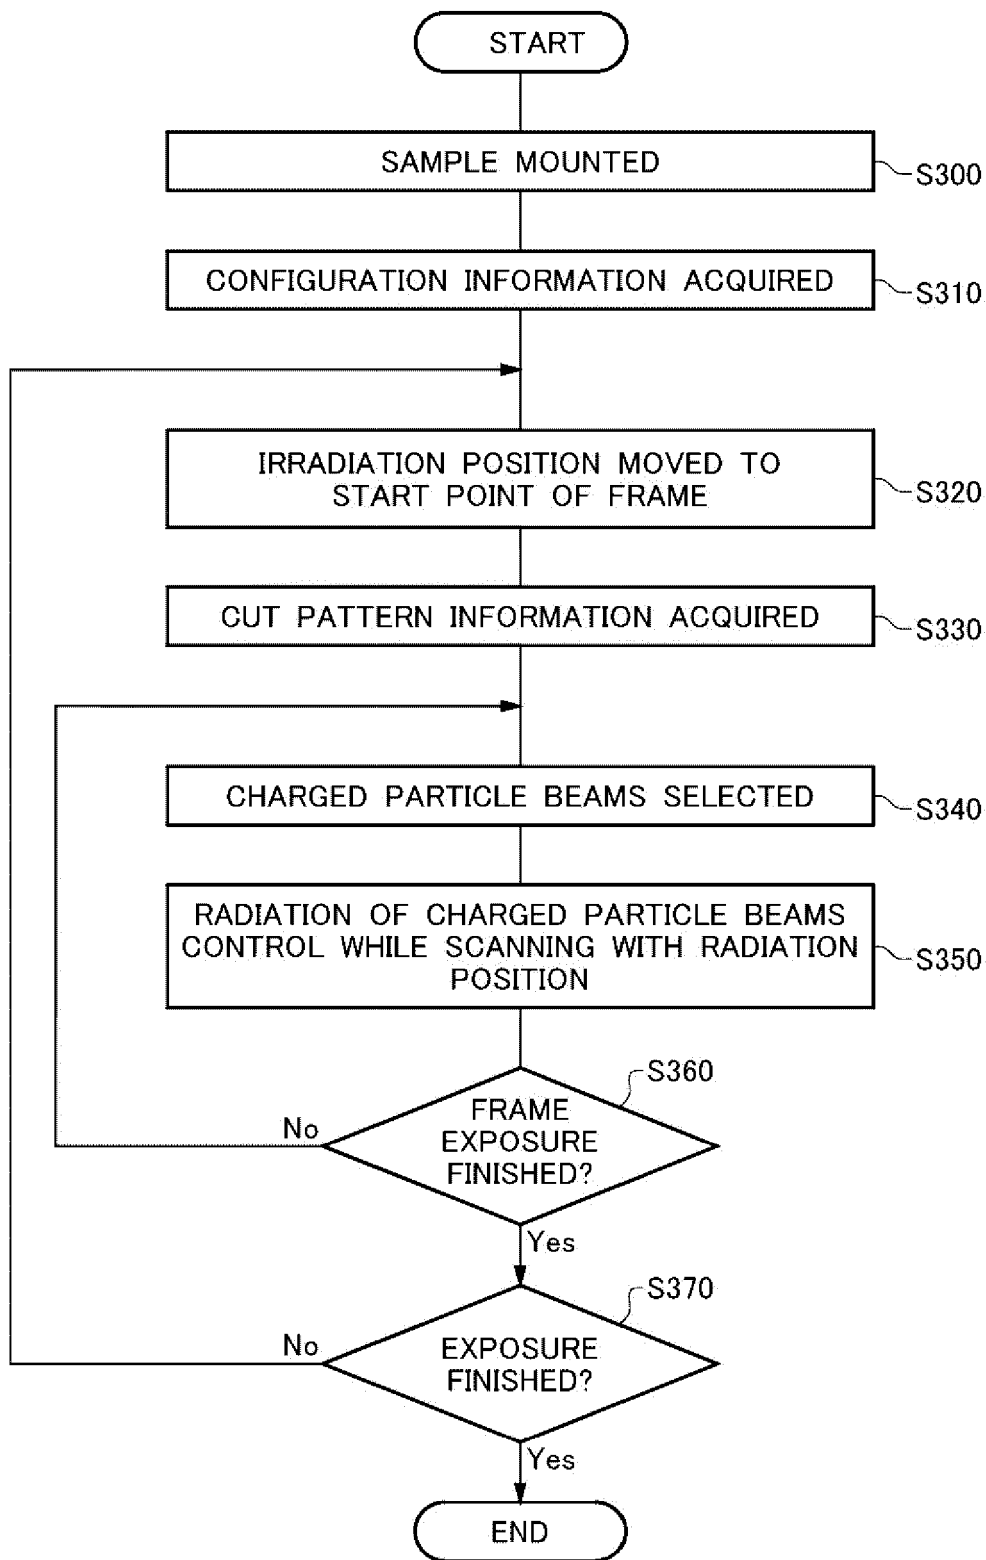 START
SAMPLE MOUNTED
S300
CONFIGURATION INFORMATION ACQUIRED
S310
IRRADIATION POSITION MOVED TO
START POINT OF FRAME
S320
CUT PATTERN INFORMATION ACQUIRED
S330
CHARGED PARTICLE BEAMS SELECTED
S340
RADIATION OF CHARGED PARTICLE BEAMS
CONTROL WHILE SCANNING WITH RADIATION
POSITION
S350
S360
FRAME
EXPOSURE
FINISHED?
No
Yes
S370
EXPOSURE
FINISHED?
No
Yes
END